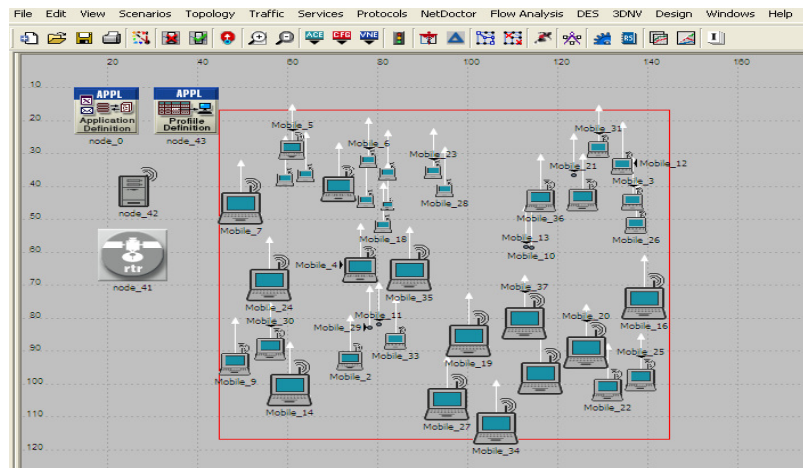 File Edit View Scenarios Topology Traffic Services Protocols NetDoctor Flow Analysis DES 3DNV Design Windows Help
ACE CFG VNE RS
20 40 60 80 100 120 140 160
10
20
30
40
50
60
70
80
90
100
110
120
APPL
Application
Definition
node_0
APPL
Profile
Definition
node_43
node_42
rtr
node_41
Mobile_5
Mobile_6
Mobile_23
Mobile_31
Mobile_12
Mobile_21
Mobile_3
Mobile_28
Mobile_36
Mobile_7
Mobile_18
Mobile_13
Mobile_26
Mobile_10
Mobile_4
Mobile_35
Mobile_37
Mobile_24
Mobile_30
Mobile_11
Mobile_20
Mobile_16
Mobile_29
Mobile_33
Mobile_19
Mobile_25
Mobile_9
Mobile_2
Mobile_14
Mobile_22
Mobile_27
Mobile_34